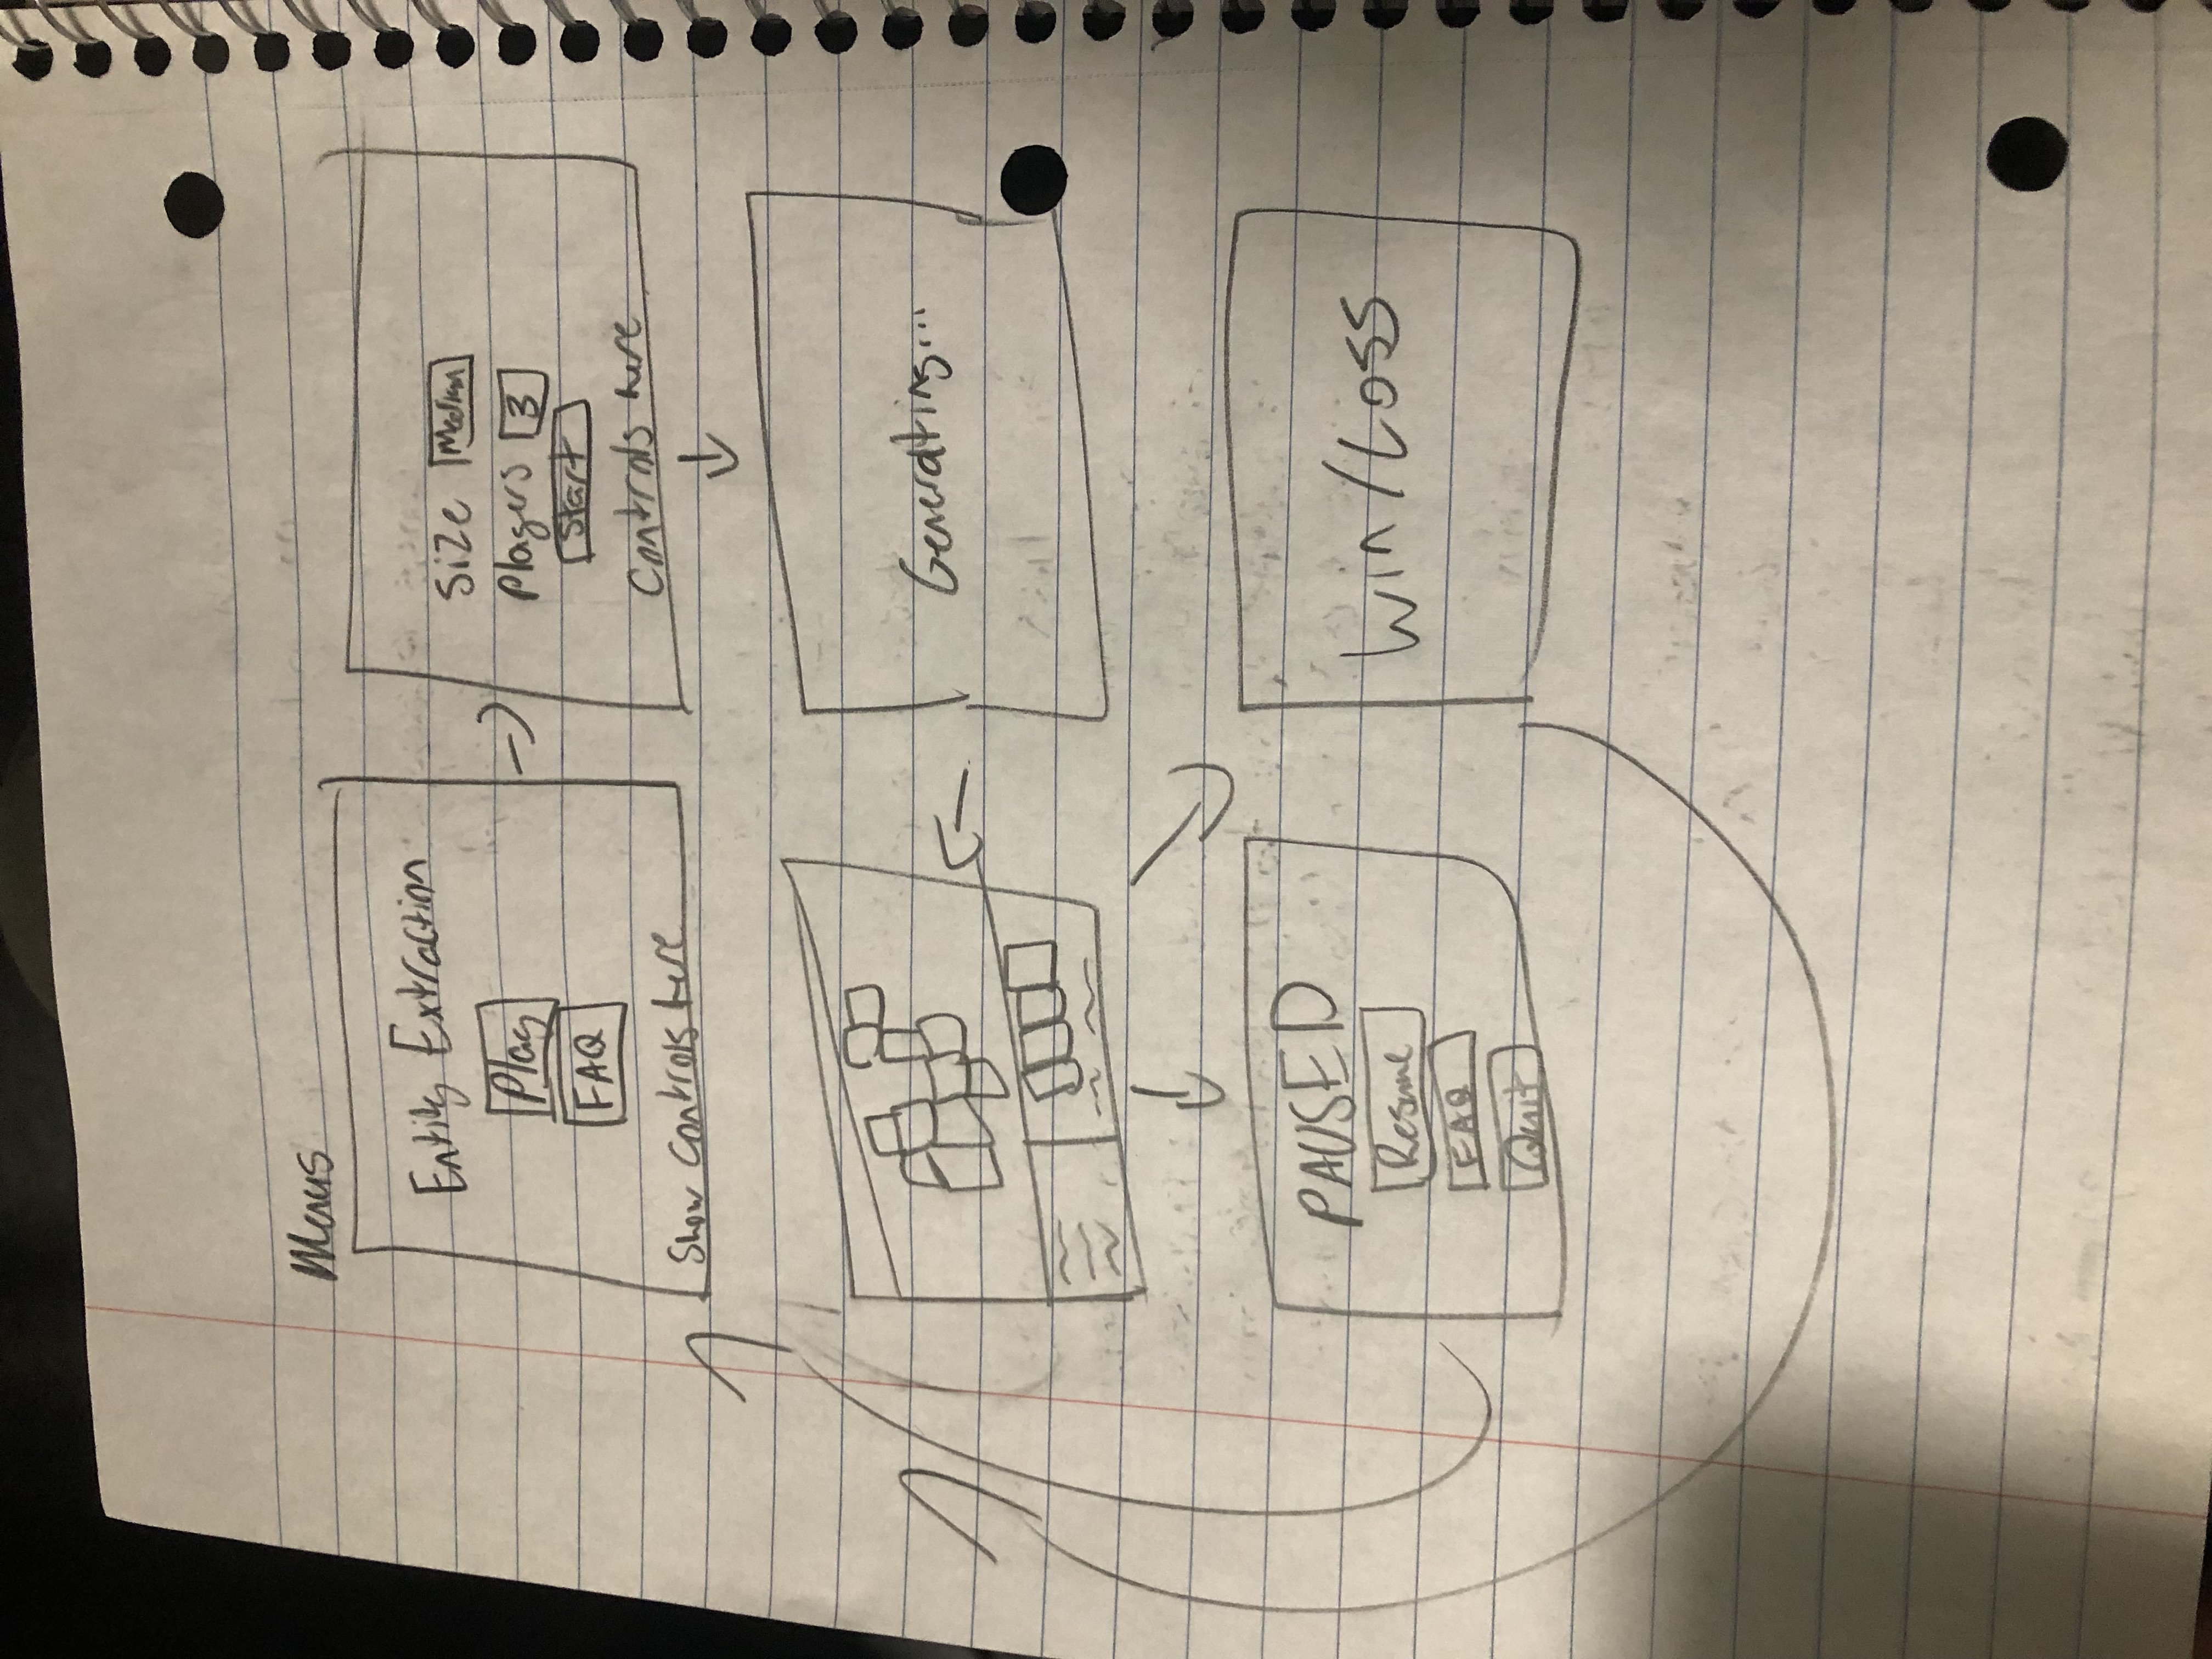 Menus
Entity Extraction
Play
FAQ
Show controls here
Size Medium
Players 3
Start
Controls here
Generating...
PAUSED
Resume
FAQ
Quit
Win/Loss